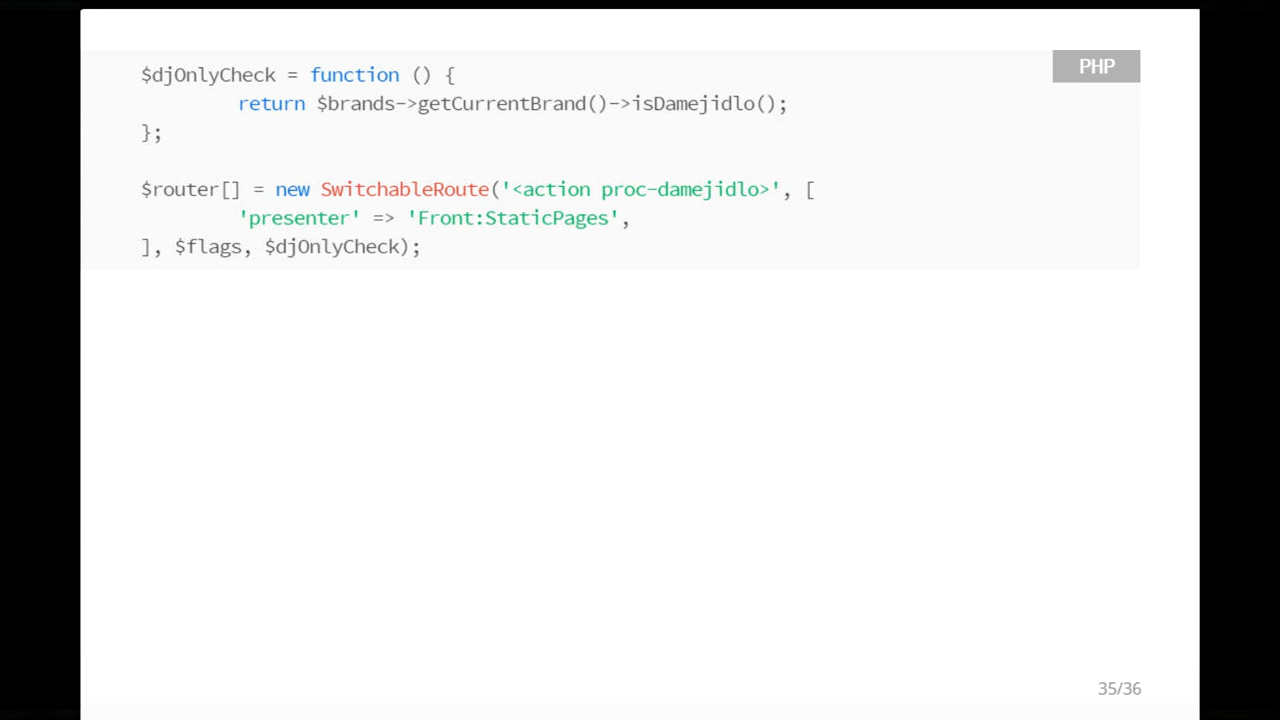 PHP
$djOnlyCheck = function () {
return $brands->getCurrentBrand()->isDamejidlo();
};
$router[] = new SwitchableRoute('<action proc-damejidlo>', [
'presenter' => 'Front:StaticPages',
], $flags, $djOnlyCheck);
35/36